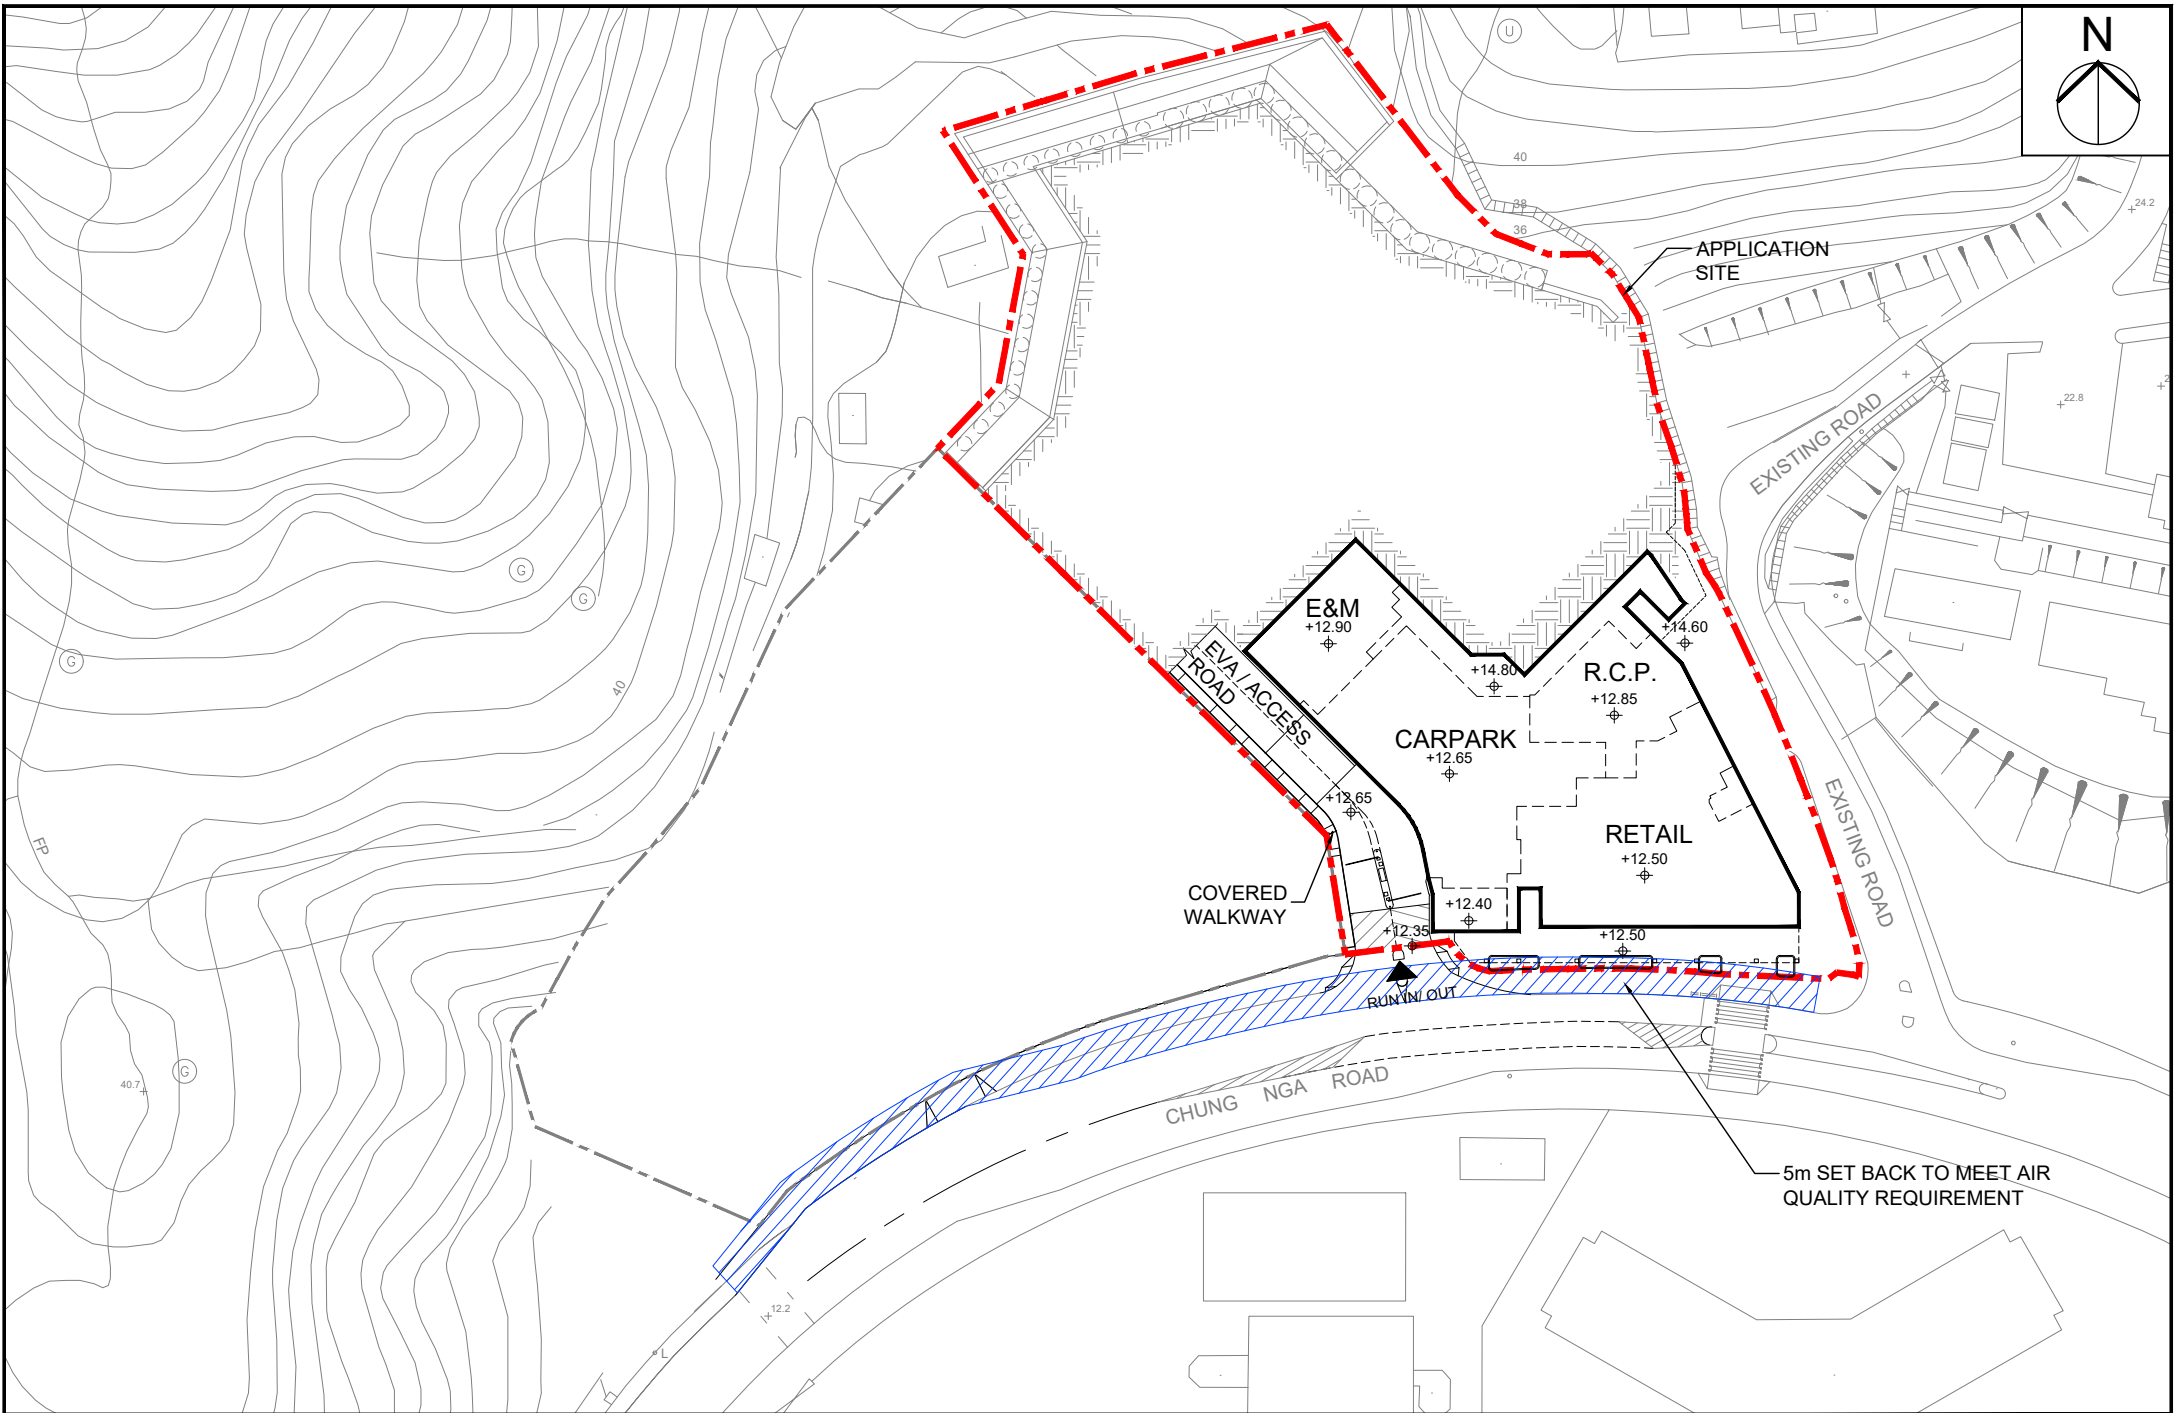 N
U
40
38
36
24.2
APPLICATION
SITE
22.8
EXISTING ROAD
G
G
G
E&M
+12.90
+14.60
EVA / ACCESS
ROAD
+14.80
R.C.P.
+12.85
40
CARPARK
+12.65
+12.65
EXISTING ROAD
RETAIL
+12.50
FP
COVERED
WALKWAY
+12.40
+12.35
+12.50
RUN IN/ OUT
G
40.7
CHUNG NGA ROAD
5m SET BACK TO MEET AIR
QUALITY REQUIREMENT
12.2
L